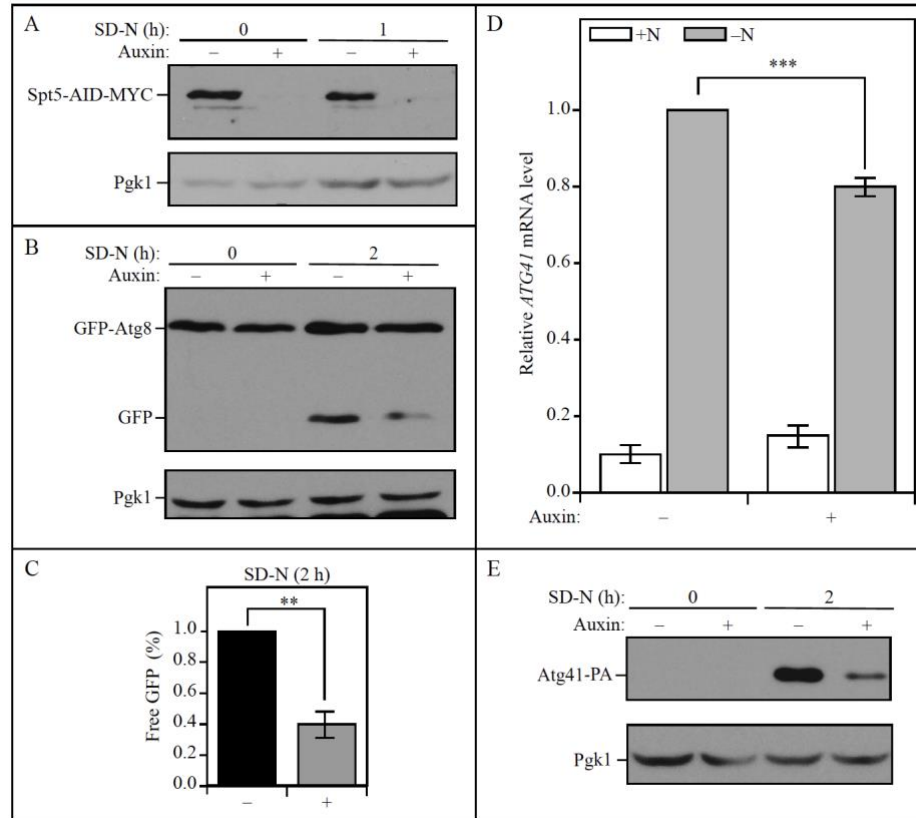 A
SD-N (h): 0 1
Auxin: – + – +
Spt5-AID-MYC
Pgk1
B
SD-N (h): 0 2
Auxin: – + – +
GFP-Atg8
GFP
Pgk1
C
SD-N (2 h)
**
Free GFP (%)
1.0
0.8
0.6
0.4
0.2
0.0
– +
D
+N –N
***
Relative ATG41 mRNA level
1.0
0.8
0.6
0.4
0.2
0.0
Auxin: – +
E
SD-N (h): 0 2
Auxin: – + – +
Atg41-PA
Pgk1